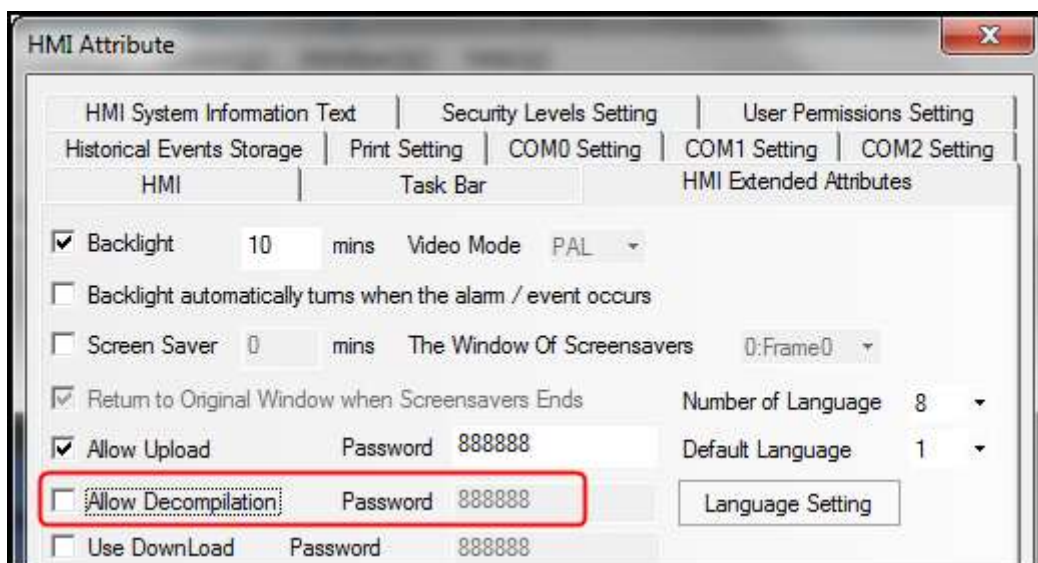 HMI Attribute
HMI System Information Text Security Levels Setting User Permissions Setting
Historical Events Storage Print Setting COM0 Setting COM1 Setting COM2 Setting
HMI Task Bar HMI Extended Attributes
Backlight 10 mins Video Mode PAL
Backlight automatically turns when the alarm / event occurs
Screen Saver 0 mins The Window Of Screensavers 0:Frame0
Return to Original Window when Screensavers Ends Number of Language 8
Allow Upload Password 888888 Default Language 1
Allow Decompilation Password 888888 Language Setting
Use DownLoad Password 888888